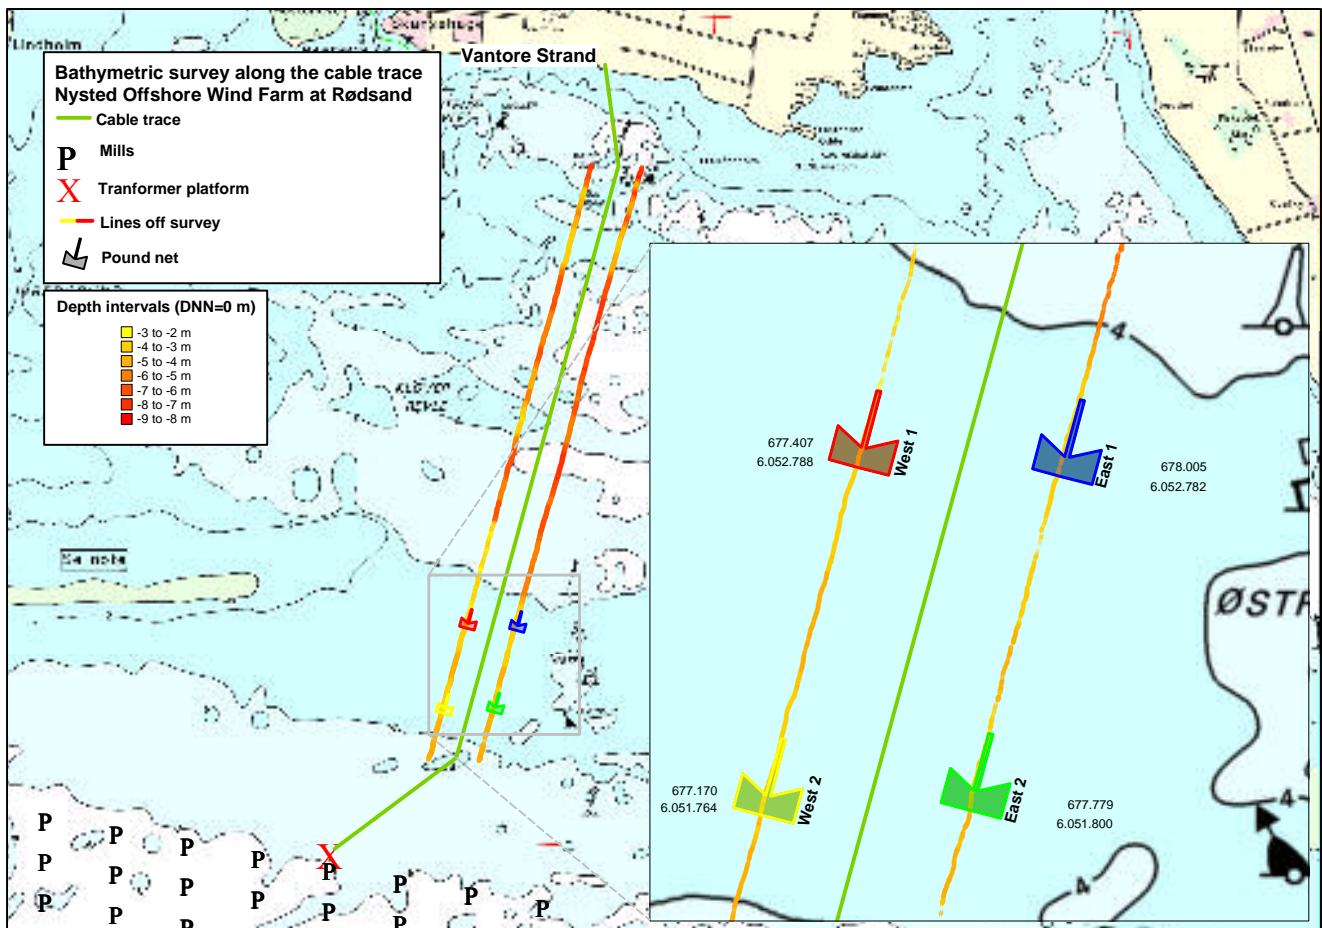 Lindholm
Vantore Strand
Bathymetric survey along the cable trace
Nysted Offshore Wind Farm at Rødsand
Cable trace
P Mills
X Tranformer platform
Lines off survey
Pound net
Depth intervals (DNN=0 m)
-3 to -2 m
-4 to -3 m
-5 to -4 m
-6 to -5 m
-7 to -6 m
-8 to -7 m
-9 to -8 m
Se note
4
677.407
6.052.788
West 1
East 1
678.005
6.052.782
ØSTR
677.170
6.051.764
West 2
East 2
677.779
6.051.800
4
4
X
P P P P P P P P
P P P P P P
P P P P